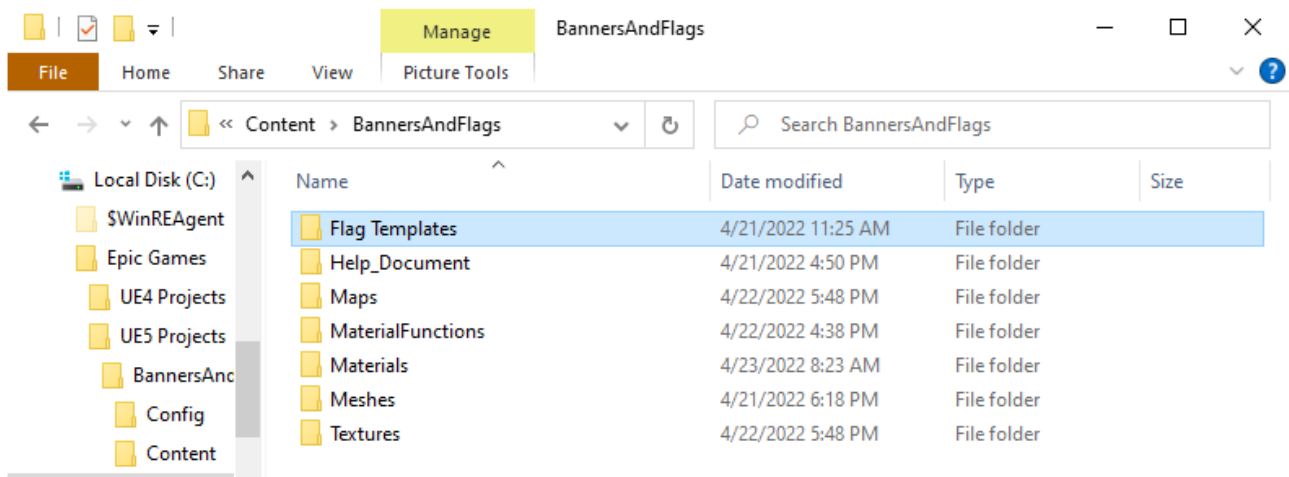 Manage BannersAndFlags
File Home Share View Picture Tools
« Content > BannersAndFlags Search BannersAndFlags
Local Disk (C:)
$WinREAgent
Epic Games
UE4 Projects
UE5 Projects
BannersAnd
Config
Content
Name Date modified Type Size
Flag Templates 4/21/2022 11:25 AM File folder
Help_Document 4/21/2022 4:50 PM File folder
Maps 4/22/2022 5:48 PM File folder
MaterialFunctions 4/22/2022 4:38 PM File folder
Materials 4/23/2022 8:23 AM File folder
Meshes 4/21/2022 6:18 PM File folder
Textures 4/22/2022 5:48 PM File folder